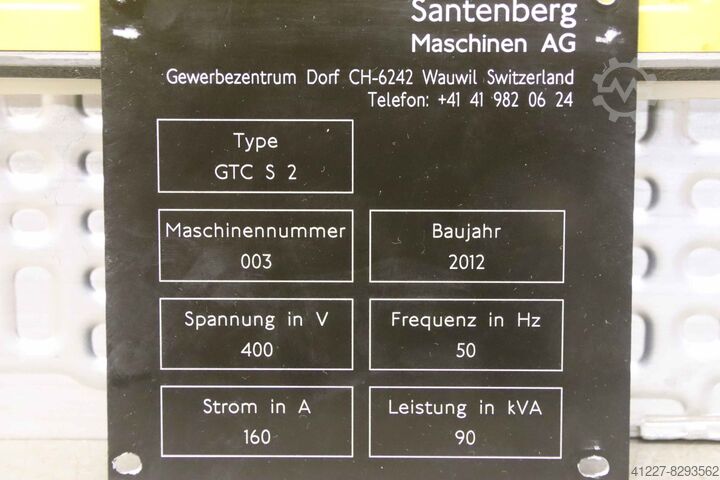 Santenberg
Maschinen AG
Gewerbezentrum Dorf CH-6242 Wauwil Switzerland
Telefon: +41 41 982 06 24
Type
GTC S 2
Maschinennummer
003
Baujahr
2012
Spannung in V
400
Frequenz in Hz
50
Strom in A
160
Leistung in kVA
90
41227-8293562